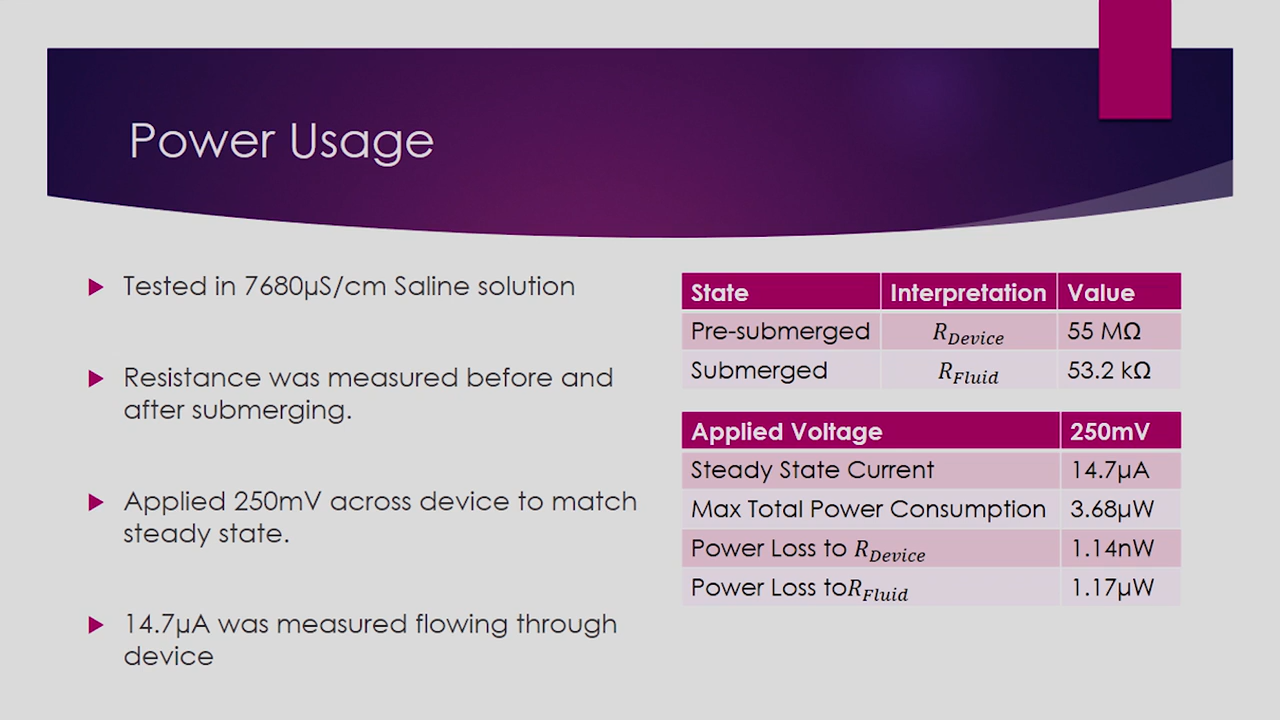 Power Usage
Tested in 7680µS/cm Saline solution
Resistance was measured before and
after submerging.
Applied 250mV across device to match
steady state.
14.7µA was measured flowing through
device
State Interpretation Value
Pre-submerged R_Device 55 MΩ
Submerged R_Fluid 53.2 kΩ
Applied Voltage 250mV
Steady State Current 14.7µA
Max Total Power Consumption 3.68µW
Power Loss to R_Device 1.14nW
Power Loss toR_Fluid 1.17µW